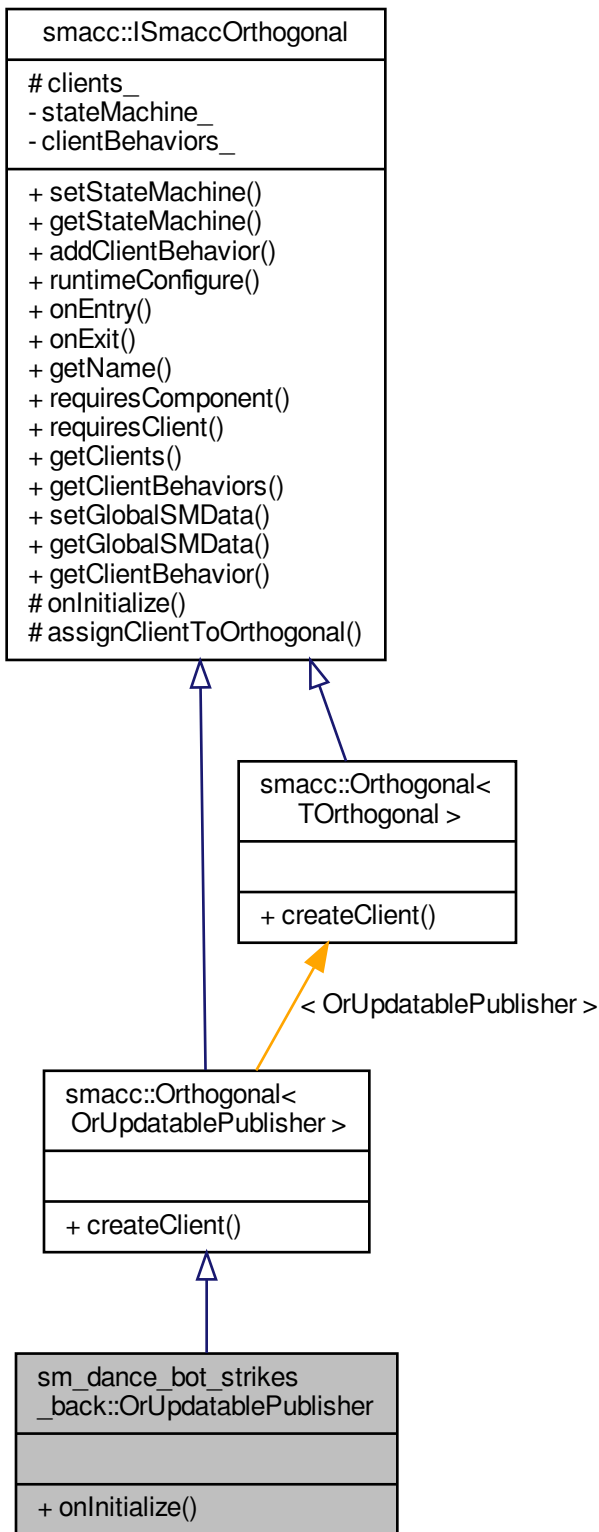 smacc::ISmaccOrthogonal
# clients_
- stateMachine_
- clientBehaviors_
+ setStateMachine()
+ getStateMachine()
+ addClientBehavior()
+ runtimeConfigure()
+ onEntry()
+ onExit()
+ getName()
+ requiresComponent()
+ requiresClient()
+ getClients()
+ getClientBehaviors()
+ setGlobalSMData()
+ getGlobalSMData()
+ getClientBehavior()
# onInitialize()
# assignClientToOrthogonal()
smacc::Orthogonal<
TOrthogonal >
+ createClient()
< OrUpdatablePublisher >
smacc::Orthogonal<
OrUpdatablePublisher >
+ createClient()
sm_dance_bot_strikes
_back::OrUpdatablePublisher
+ onInitialize()